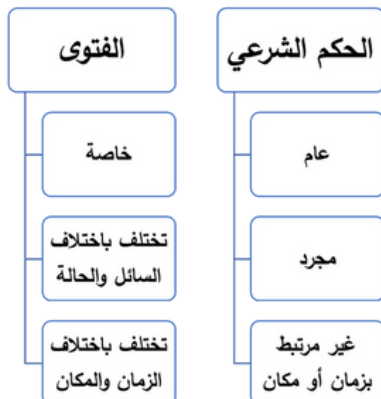 الحكم الشرعي
عام
مجرد
غير مرتبط
بزمان أو مكان
الفتوى
خاصة
تختلف باختلاف
السائل والحالة
تختلف باختلاف
الزمان والمكان